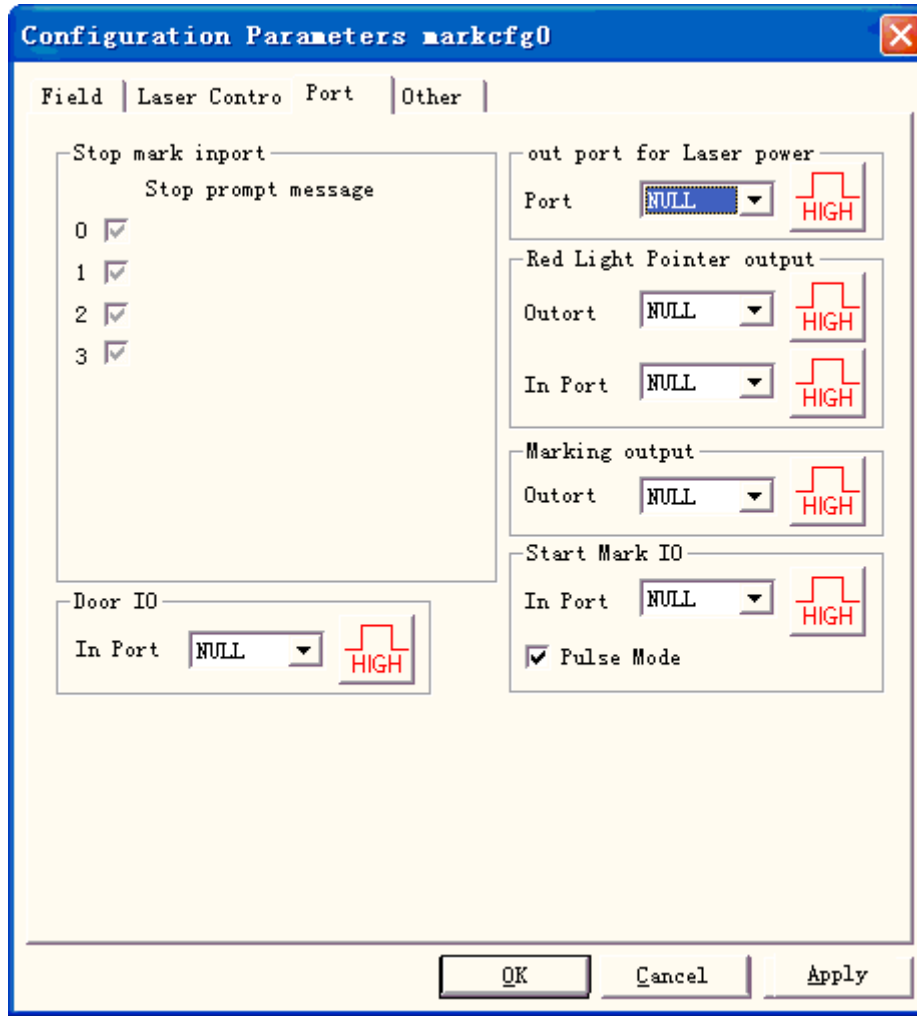 Configuration Parameters markcfg0
Field
Laser Contro
Port
Other
Stop mark inport
Stop prompt message
0
1
2
3
Door IO
In Port NULL HIGH
out port for Laser power
Port NULL HIGH
Red Light Pointer output
Outort NULL HIGH
In Port NULL HIGH
Marking output
Outort NULL HIGH
Start Mark IO
In Port NULL HIGH
Pulse Mode
OK
Cancel
Apply